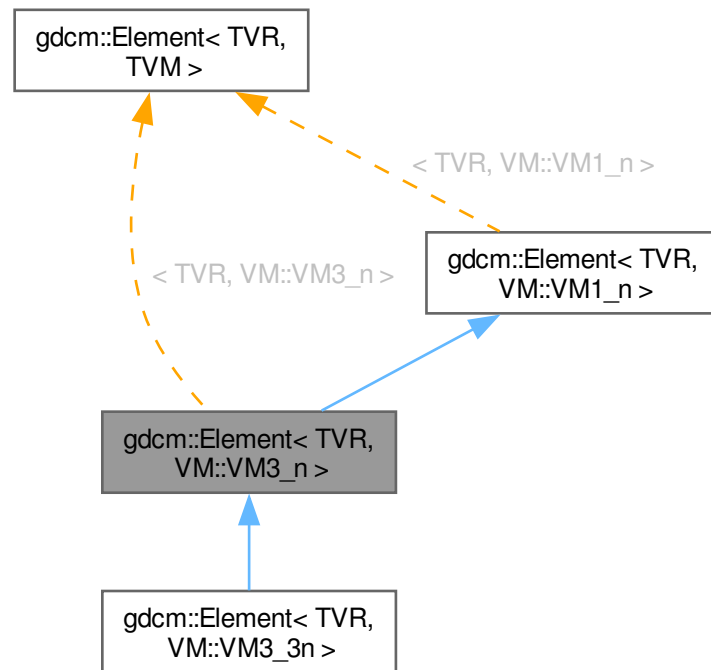 gdcm::Element< TVR,
TVM >
< TVR, VM::VM1_n >
gdcm::Element< TVR,
VM::VM1_n >
< TVR, VM::VM3_n >
gdcm::Element< TVR,
VM::VM3_n >
gdcm::Element< TVR,
VM::VM3_3n >